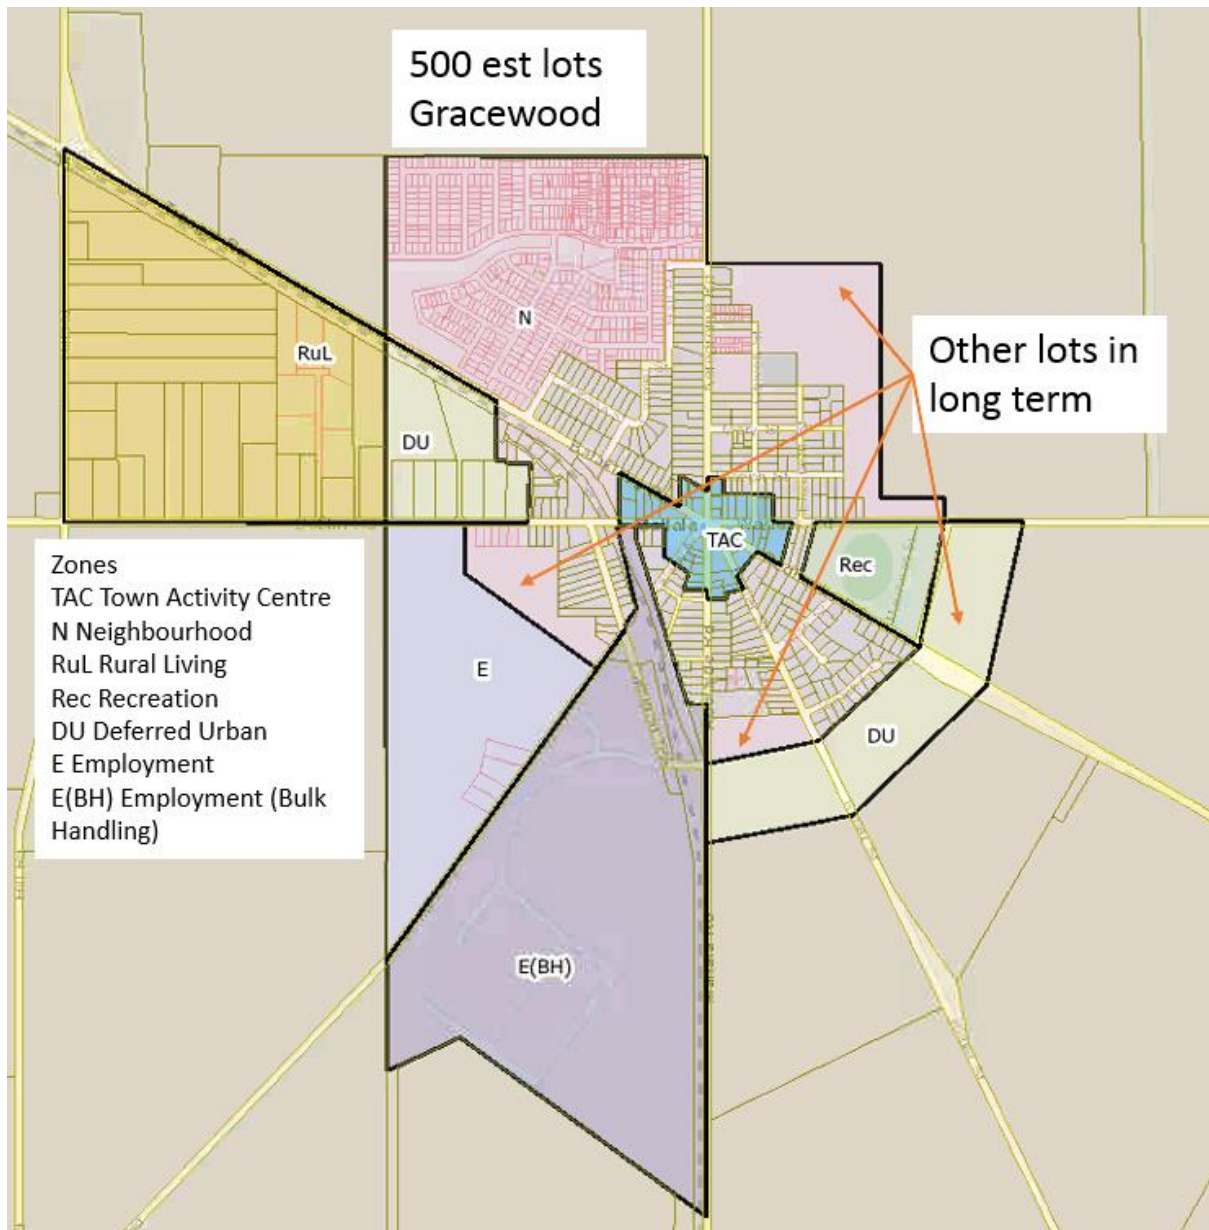 500 est lots
Gracewood
N
RuL
Other lots in
long term
DU
TAC
Rec
Zones
TAC Town Activity Centre
N Neighbourhood
RuL Rural Living
Rec Recreation
DU Deferred Urban
E Employment
E(BH) Employment (Bulk
Handling)
E
DU
E(BH)